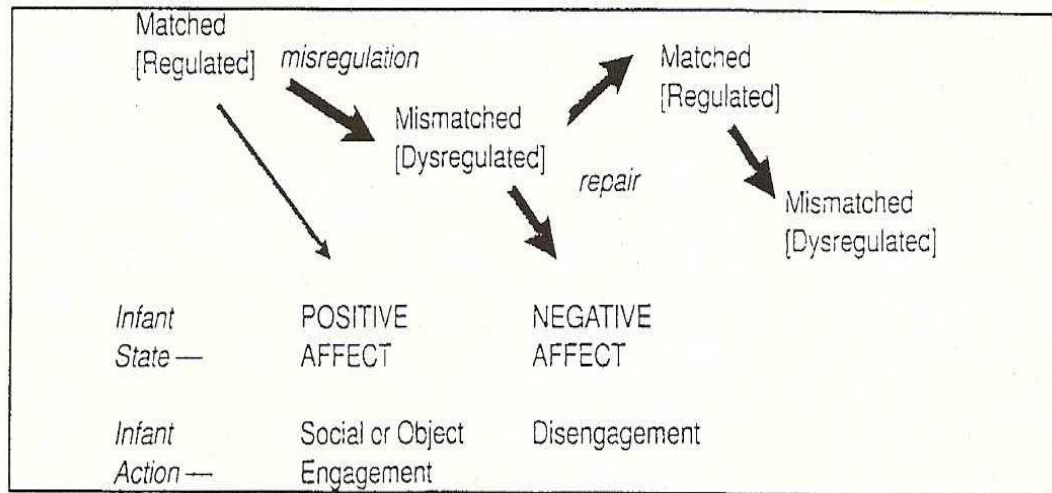 Matched
[Regulated]
misregulation
Mismatched
[Dysregulated]
repair
Matched
[Regulated]
Mismatched
[Dysregulated]
Infant POSITIVE NEGATIVE
State — AFFECT AFFECT
Infant Social or Object Disengagement
Action — Engagement